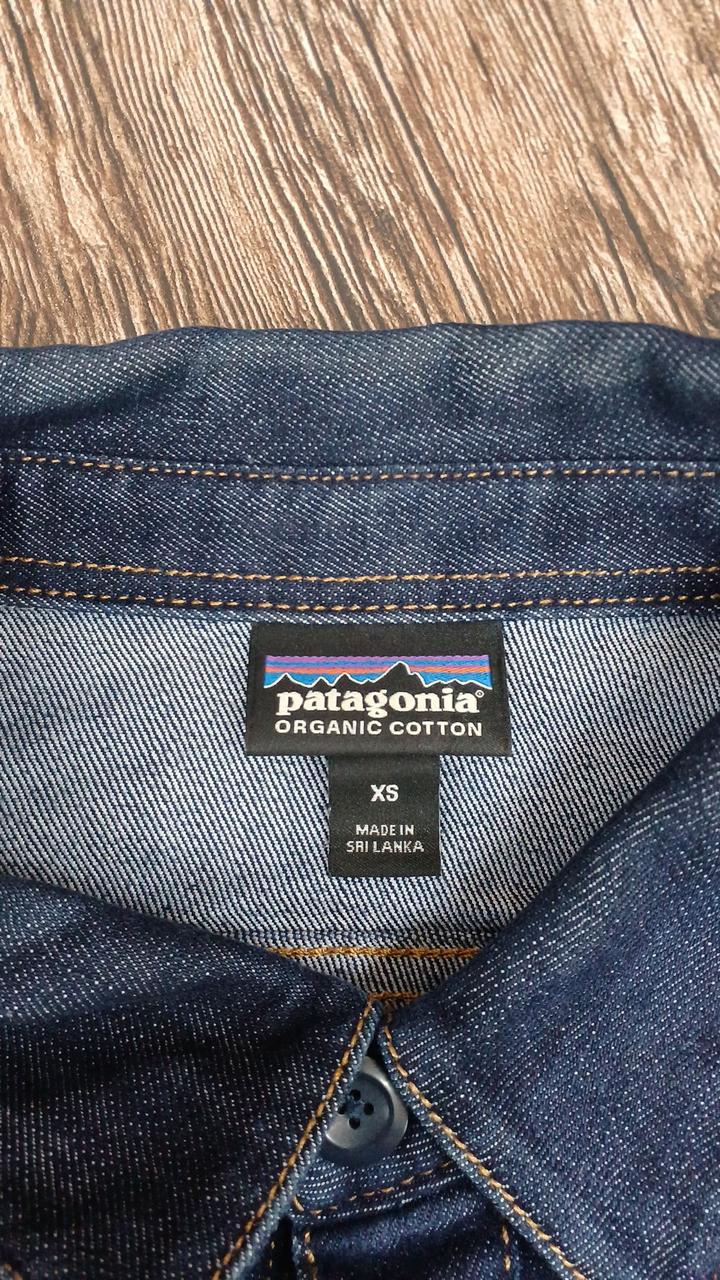 patagonia®
ORGANIC COTTON
XS
MADE IN
SRI LANKA